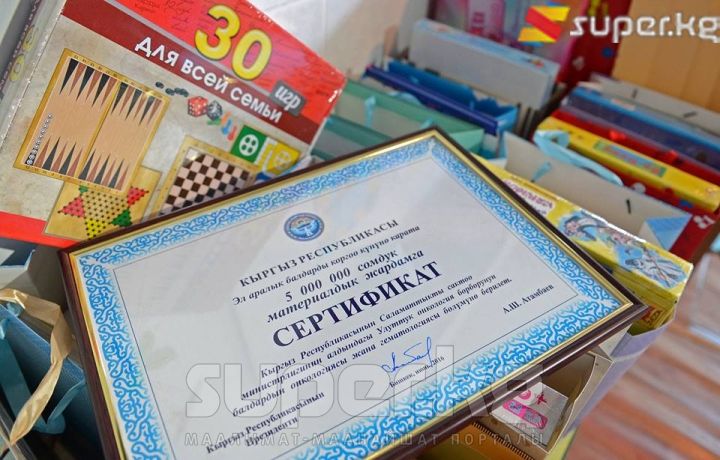 super.kg
30
игр
ДЛЯ ВСЕЙ СЕМЬИ
КЫРГЫЗ РЕСПУБЛИКАСЫ
Эл аралык балдарды коргоо күнүнө карата
5 000 000 сомдук
материалдык жардамга
СЕРТИФИКАТ
Кыргыз Республикасынын Саламаттыкты сактоо
министрлигинин алдындагы Улуттук онкология борборунун
балдардын онкологиясы жана гематологиясы бөлүмүнө берилет.
Кыргыз Республикасынын
Президенти
А.Ш. Атамбаев
Бишкек, июнь 2016
super.kg
МААЛЫМАТ-МААНАЙШАТ ПОРТАЛЫ